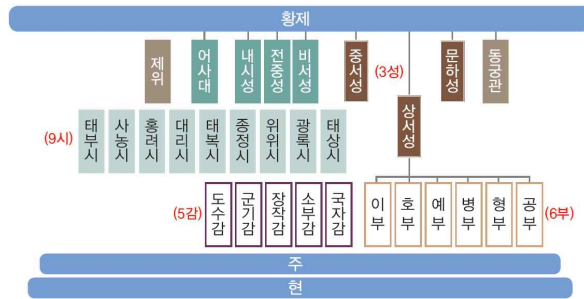 황제
제위
어사대
내시성
전중성
비서성
중서성
(3성)
문하성
동궁관
상서성
(9시)
태부시
사농시
홍려시
대리시
태복시
종정시
위위시
광록시
태상시
(5감)
도수감
군기감
장작감
소부감
국자감
이부
호부
예부
병부
형부
공부
(6부)
주
현